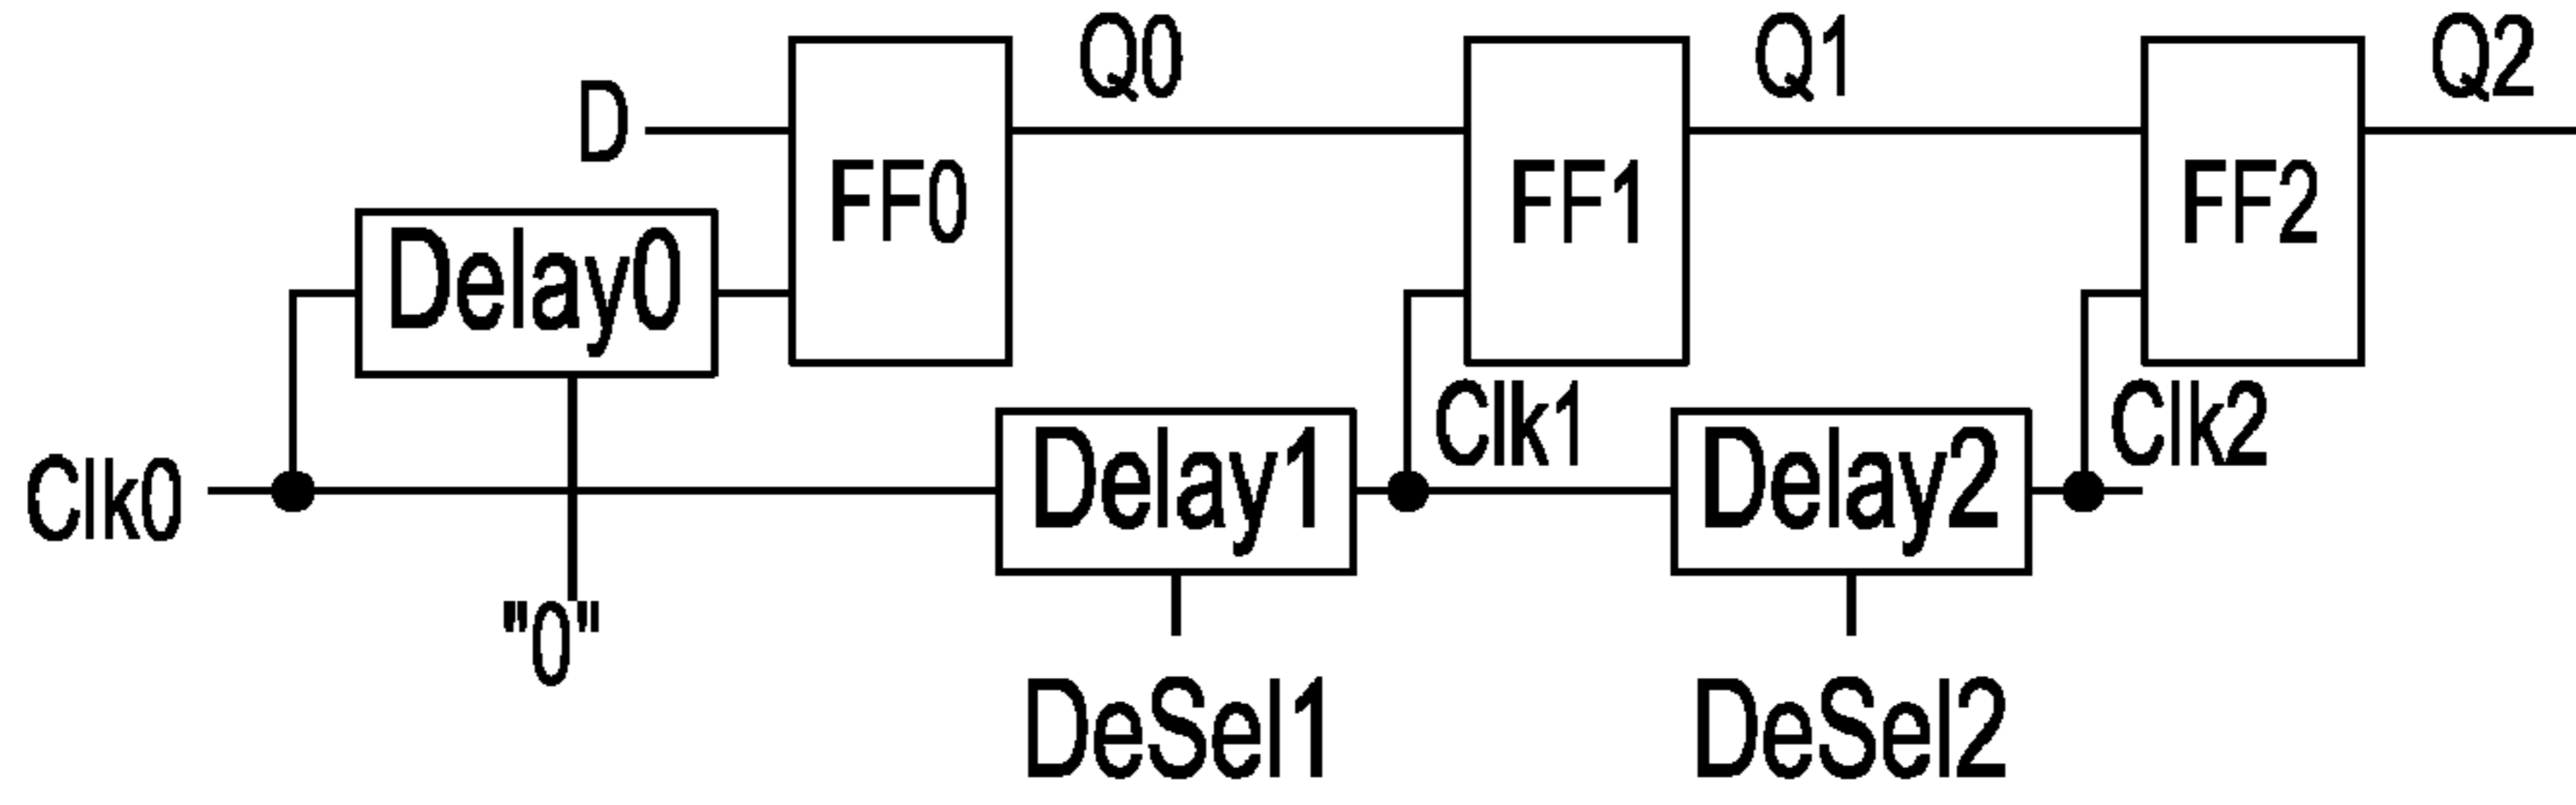 Q0
Q1
Q2
D
FF0
FF1
FF2
Delay0
Clk1
Clk2
Delay1
Delay2
Clk0
"0"
DeSel1
DeSel2